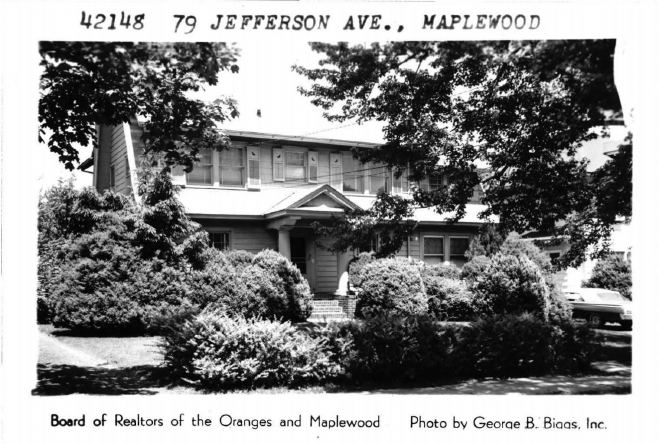 42148 79 JEFFERSON AVE., MAPLEWOOD
Board of Realtors of the Oranges and Maplewood Photo by George B. Biggs, Inc.